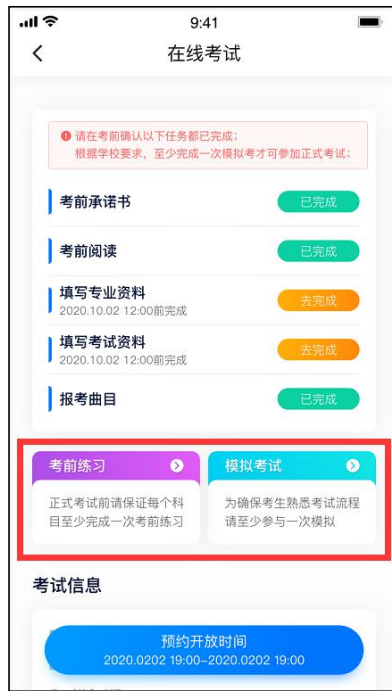 9:41
在线考试
请在考前确认以下任务都已完成；
根据学校要求，至少完成一次模拟考才可参加正式考试；
考前承诺书
已完成
考前阅读
已完成
填写专业资料
去完成
2020.10.02 12:00前完成
填写考试资料
去完成
2020.10.02 12:00前完成
报考曲目
已完成
考前练习
模拟考试
正式考试前请保证每个科
目至少完成一次考前练习
为确保考生熟悉考试流程
请至少参与一次模拟
考试信息
预约开放时间
2020.0202 19:00-2020.0202 19:00